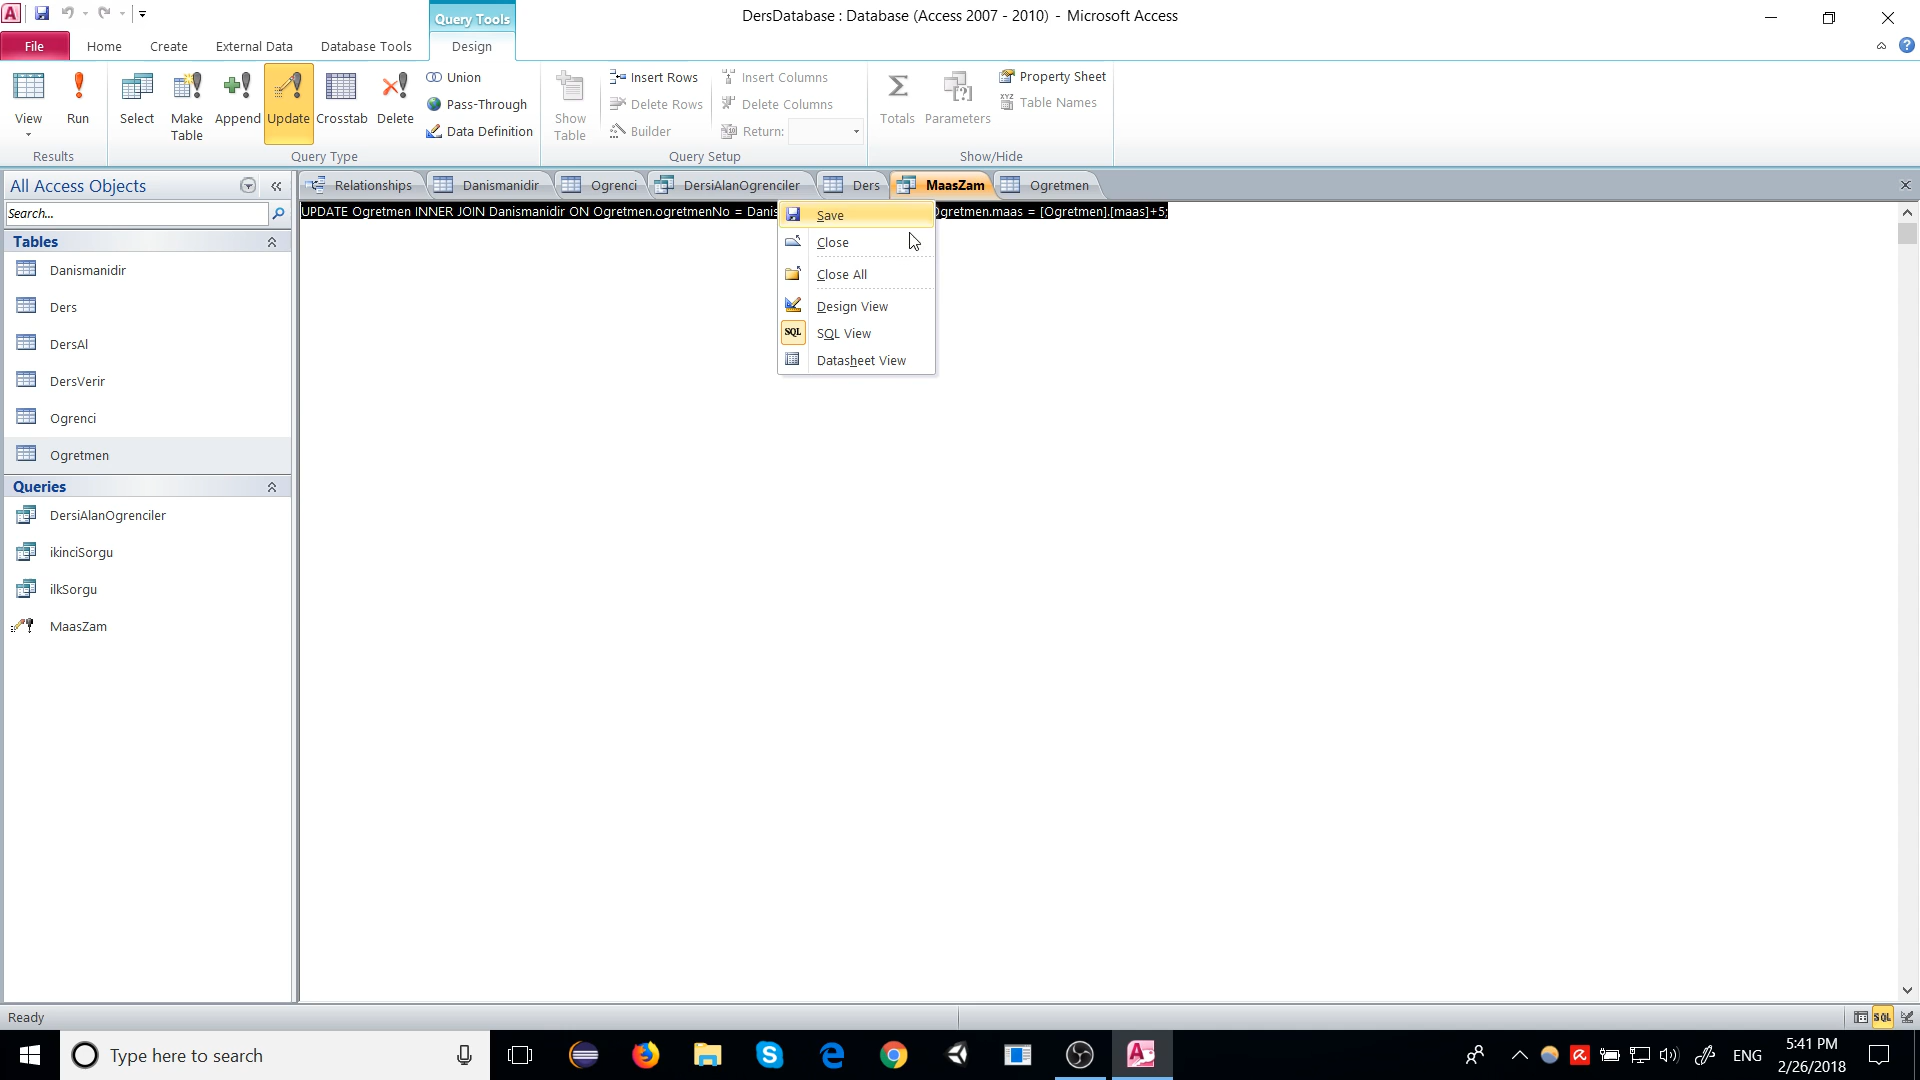 DersDatabase : Database (Access 2007 - 2010) - Microsoft Access
Query Tools
File Home Create External Data Database Tools Design
View Run Select Make Table Append Update Crosstab Delete
Union
Pass-Through
Data Definition
Show Table
Insert Rows
Delete Rows
Builder
Insert Columns
Delete Columns
Return:
Totals Parameters
Property Sheet
Table Names
XYZ
Results Query Type Query Setup Show/Hide
All Access Objects
Relationships Danismanidir Ogrenci DersiAlanOgrenciler Ders MaasZam Ogretmen
Search...
UPDATE Ogretmen INNER JOIN Danismanidir ON Ogretmen.ogretmenNo = Danis
gretmen.maas = [Ogretmen].[maas]+5;
Save
Close
Close All
Design View
SQL SQL View
Datasheet View
Tables
Danismanidir
Ders
DersAl
DersVerir
Ogrenci
Ogretmen
Queries
DersiAlanOgrenciler
ikinciSorgu
ilkSorgu
MaasZam
Ready
SQL
Type here to search
ENG
5:41 PM
2/26/2018